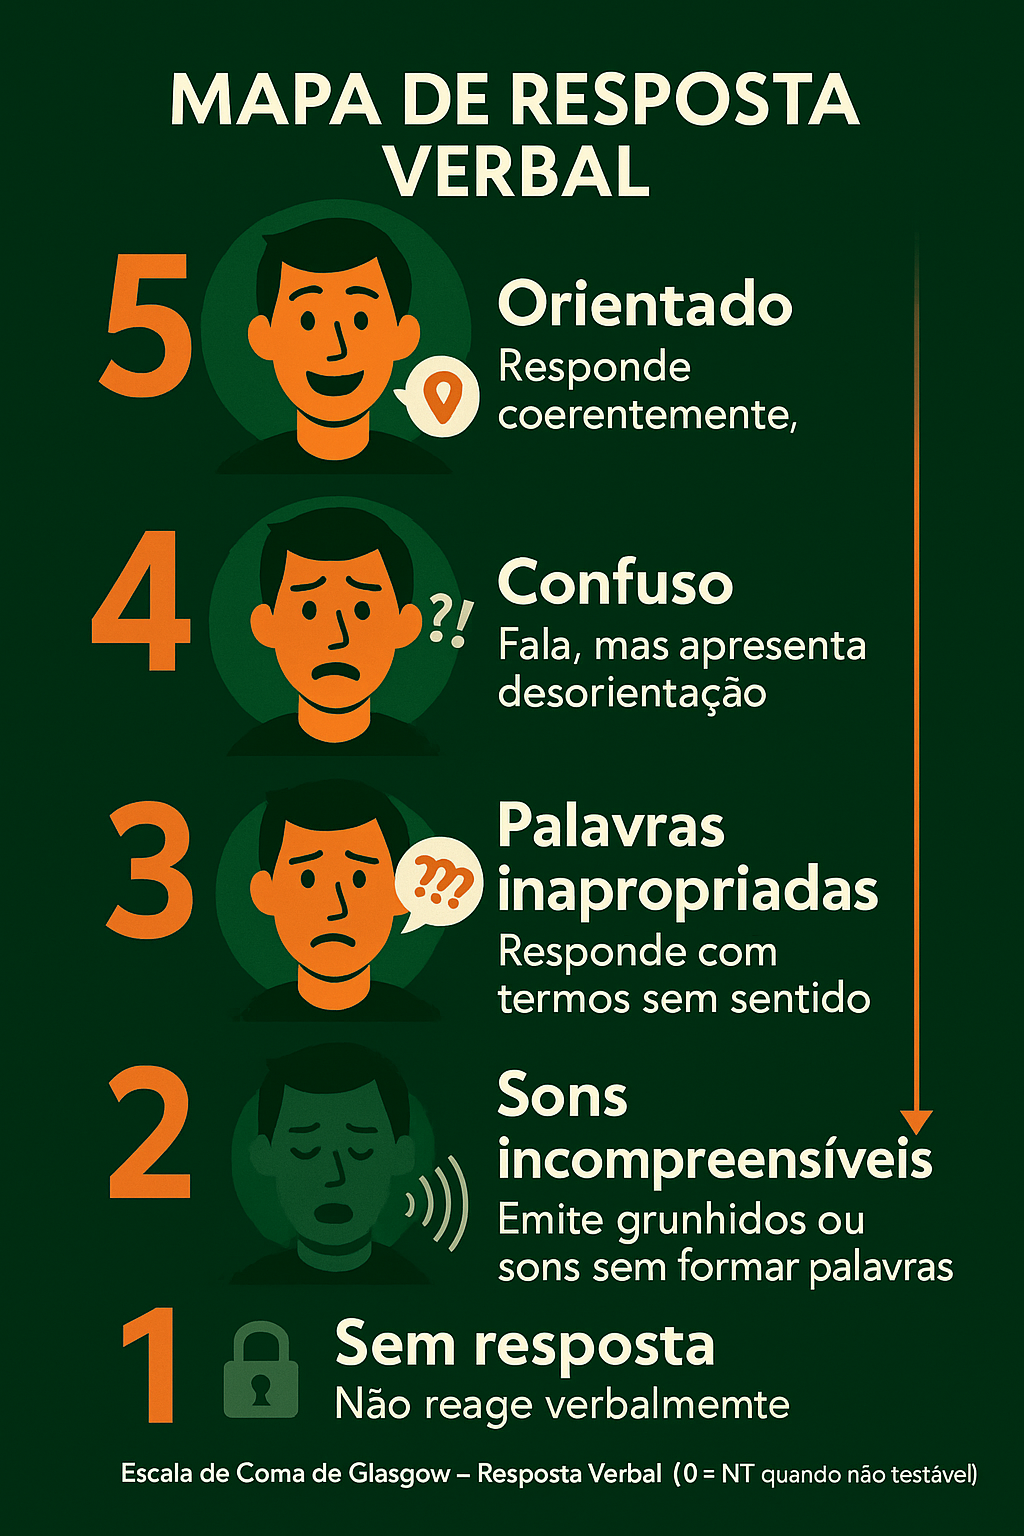 MAPA DE RESPOSTA
VERBAL
5
Orientado
Responde
coerentemente,
4
?!
Confuso
Fala, mas apresenta
desorientação
3
???
Palavras
inapropriadas
Responde com
termos sem sentido
2
Sons
incompreensíveis
Emite grunhidos ou
sons sem formar palavras
1
Sem resposta
Não reage verbalmemte
Escala de Coma de Glasgow – Resposta Verbal (0 = NT quando não testável)